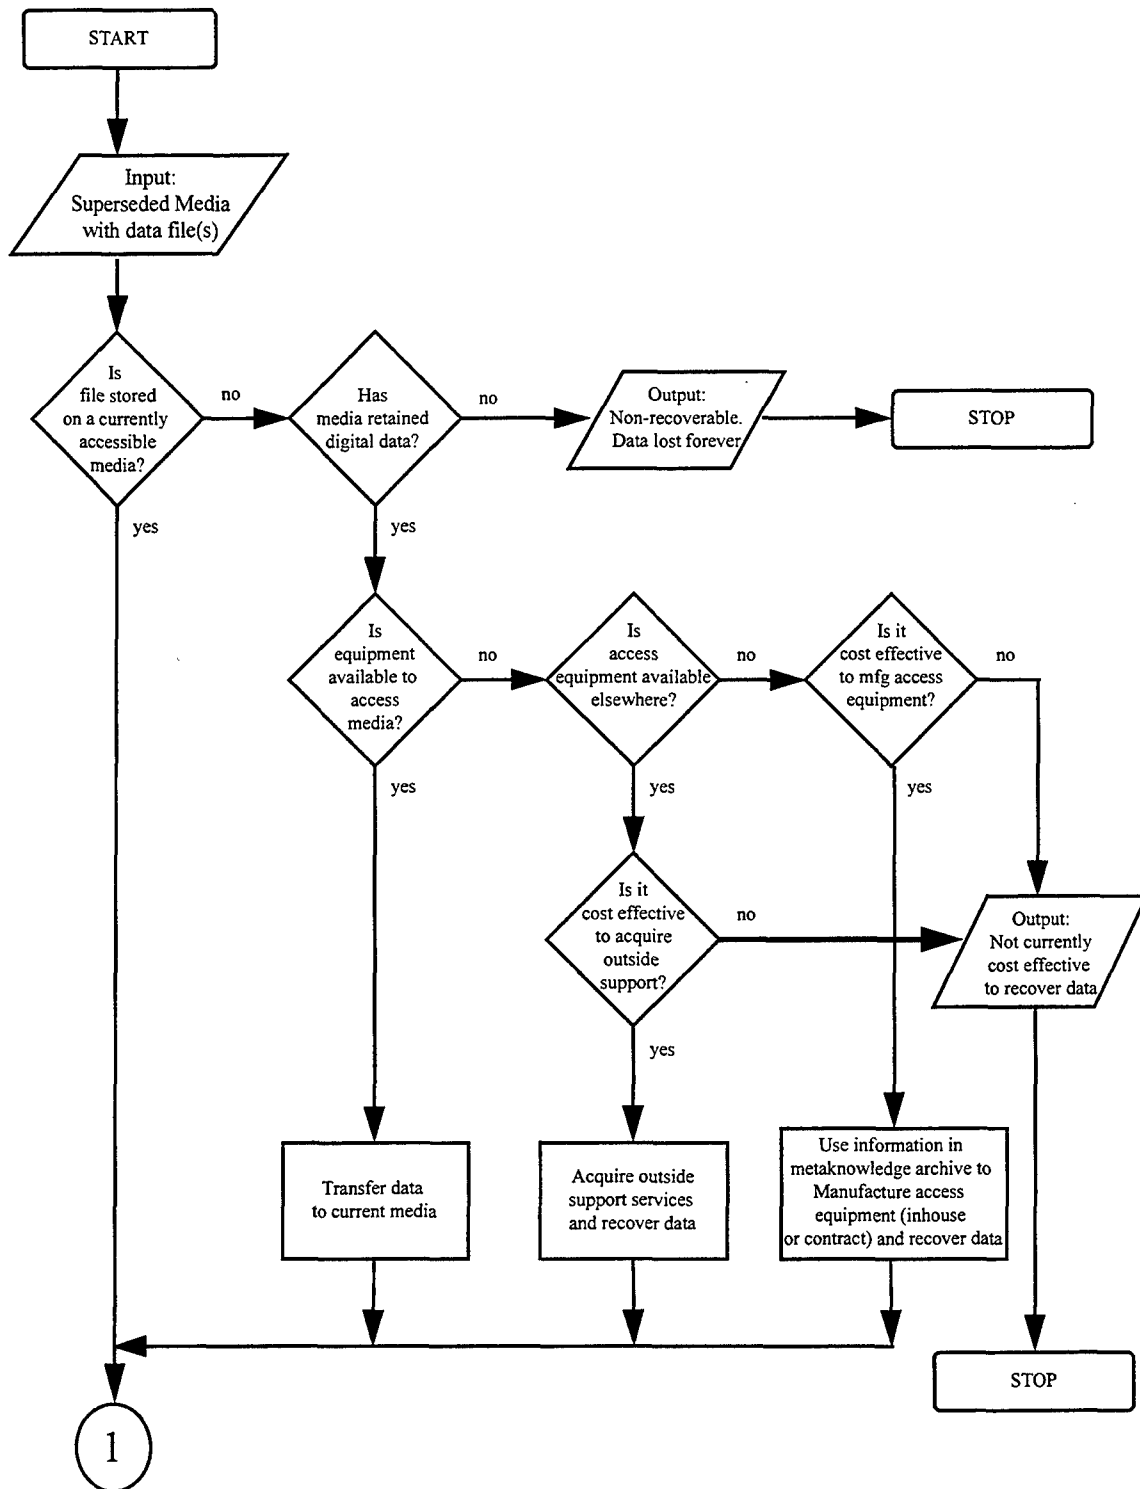 START
Input:
Superseded Media
with data file(s)
Is
file stored
on a currently
accessible
media?
no
yes
Has
media retained
digital data?
no
yes
Output:
Non-recoverable.
Data lost forever
STOP
Is
equipment
available to
access
media?
no
yes
Is
access
equipment available
elsewhere?
no
yes
Is it
cost effective
to mfg access
equipment?
no
yes
Is it
cost effective
to acquire
outside
support?
no
yes
Output:
Not currently
cost effective
to recover data
Transfer data
to current media
Acquire outside
support services
and recover data
Use information in
metaknowledge archive to
Manufacture access
equipment (inhouse
or contract) and recover data
STOP
1